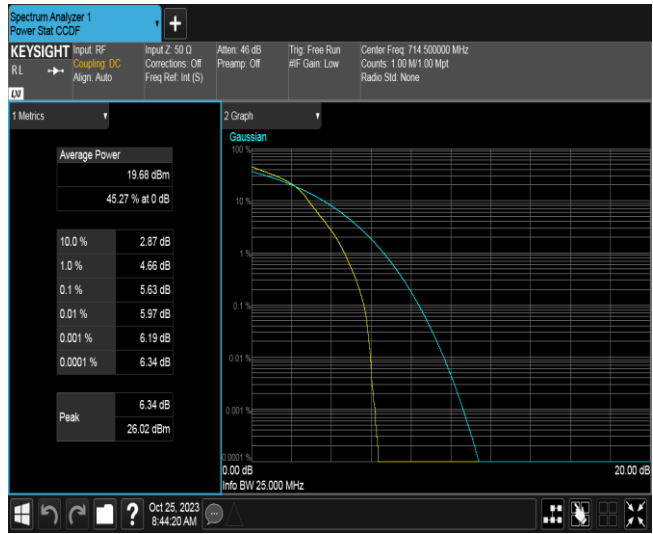 Spectrum Analyzer 1
Power Stat CCDF
+
KEYSIGHT
RL
LXI
Input: RF
Coupling: DC
Align: Auto
Input Z: 50 Ω
Corrections: Off
Freq Ref: Int (S)
Atten: 46 dB
Preamp: Off
Trig: Free Run
#IF Gain: Low
Center Freq: 714.500000 MHz
Counts: 1.00 M/1.00 Mpt
Radio Std: None
1 Metrics
Average Power
19.68 dBm
45.27 % at 0 dB
10.0 % 2.87 dB
1.0 % 4.66 dB
0.1 % 5.63 dB
0.01 % 5.97 dB
0.001 % 6.19 dB
0.0001 % 6.34 dB
Peak
6.34 dB
26.02 dBm
2 Graph
Gaussian
100 %
10 %
1 %
0.1 %
0.01 %
0.001 %
0.0001 %
0.00 dB 20.00 dB
Info BW 25.000 MHz
?
Oct 25, 2023
8:44:20 AM